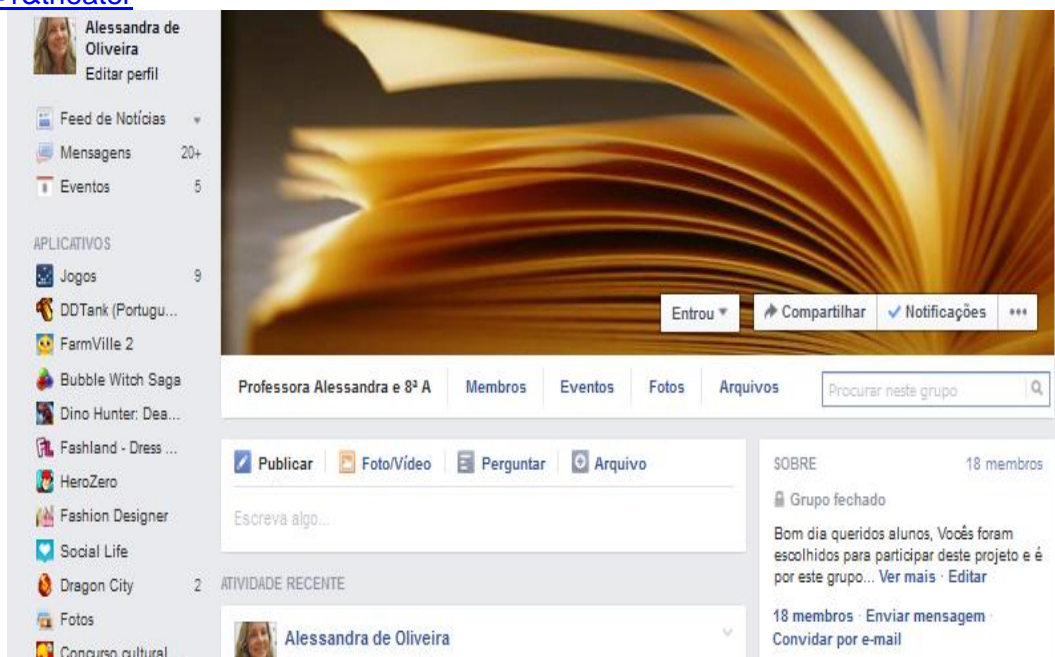 Alessandra de
Oliveira
Editar perfil
Feed de Notícias
Mensagens 20+
Eventos 5
APLICATIVOS
Jogos 9
DDTank (Portugu...
FarmVille 2
Bubble Witch Saga
Dino Hunter: Dea...
Fashland - Dress ...
HeroZero
Fashion Designer
Social Life
Dragon City 2
Fotos
Concurso cultural
Entrou Compartilhar Notificações
Professora Alessandra e 8ª A Membros Eventos Fotos Arquivos Procurar neste grupo
Publicar Foto/Vídeo Perguntar Arquivo
Escreva algo...
ATIVIDADE RECENTE
Alessandra de Oliveira
SOBRE 18 membros
Grupo fechado
Bom dia queridos alunos, Vocês foram
escolhidos para participar deste projeto e é
por este grupo... Ver mais · Editar
18 membros · Enviar mensagem ·
Convidar por e-mail